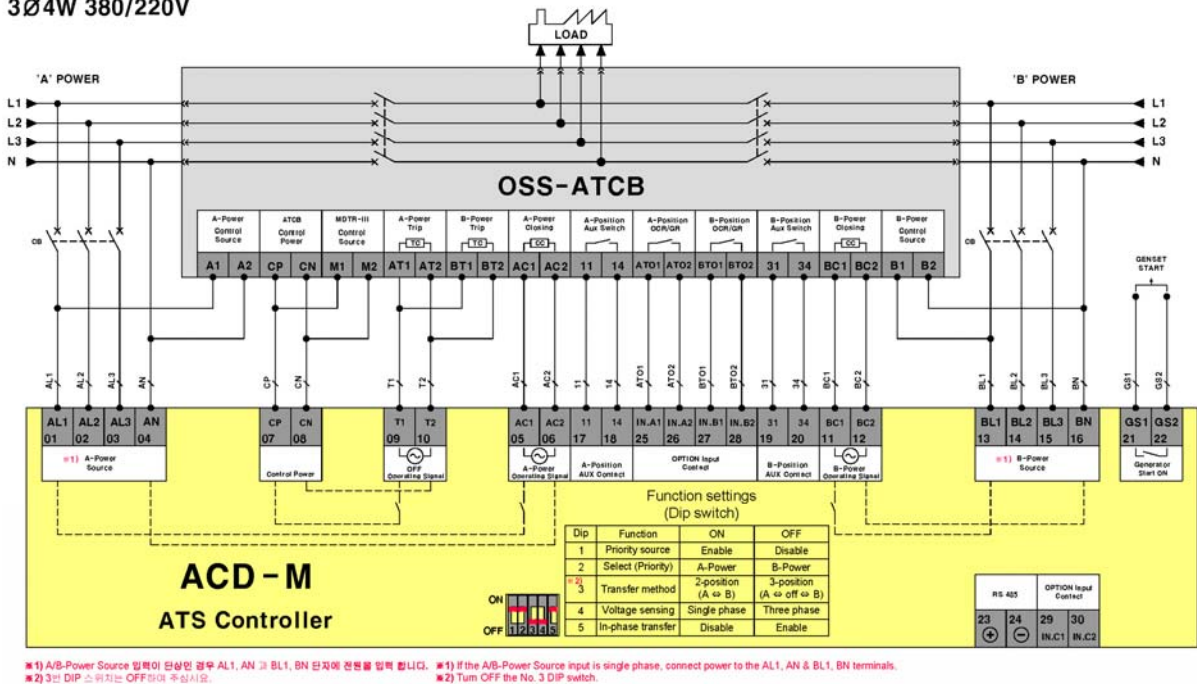 3Ø4W 380/220V
LOAD
'A' POWER
'B' POWER
L1
L2
L3
N
L1
L2
L3
N
OSS-ATCB
A-Power Control Source
ATCB Control Power
MDTR-III Control Source
A-Power Trip
B-Power Trip
A-Power Closing
A-Position Aux Switch
A-Position OCR/GR
B-Position OCR/GR
B-Position Aux Switch
B-Power Closing
B-Power Control Source
TC TC CC CC
A1 A2 CP CN M1 M2 AT1 AT2 BT1 BT2 AC1 AC2 11 14 ATO1 ATO2 BTO1 BTO2 31 34 BC1 BC2 B1 B2
CB
CB
GENSET START
AL1 AL2 AL3 AN CP CN T1 T2 AC1 AC2 11 14 ATO1 ATO2 BTO1 BTO2 31 34 BC1 BC2 BL1 BL2 BL3 BN GS1 GS2
AL1 AL2 AL3 AN CP CN T1 T2 AC1 AC2 11 14 IN.A1 IN.A2 IN.B1 IN.B2 31 34 BC1 BC2 BL1 BL2 BL3 BN GS1 GS2
01 02 03 04 07 08 09 10 05 06 17 18 25 26 27 28 19 20 11 12 13 14 15 16 21 22
※1) A-Power Source
Control Power
OFF Operating Signal
A-Power Operating Signal
A-Position AUX Contact
OPTION Input Contect
B-Position AUX Contact
B-Power Operating Signal
※1) B-Power Source
Generator Start ON
Function settings
(Dip switch)
Dip Function ON OFF
1 Priority source Enable Disable
2 Select (Priority) A-Power B-Power
※2) 3 Transfer method 2-position (A ⇔ B) 3-position (A ⇔ off ⇔ B)
4 Voltage sensing Single phase Three phase
5 In-phase transfer Disable Enable
ACD-M
ATS Controller
ON
OFF
1 2 3 4 5
RS 485 OPTION Input Contect
23 24 29 30
IN.C1 IN.C2
※1) A/B-Power Source 입력이 단상인 경우 AL1, AN 과 BL1, BN 단자에 전원을 입력 합니다. ※1) If the A/B-Power Source input is single phase, connect power to the AL1, AN & BL1, BN terminals.
※2) 3번 DIP 스위치는 OFF하여 주십시요. ※2) Turn OFF the No. 3 DIP switch.